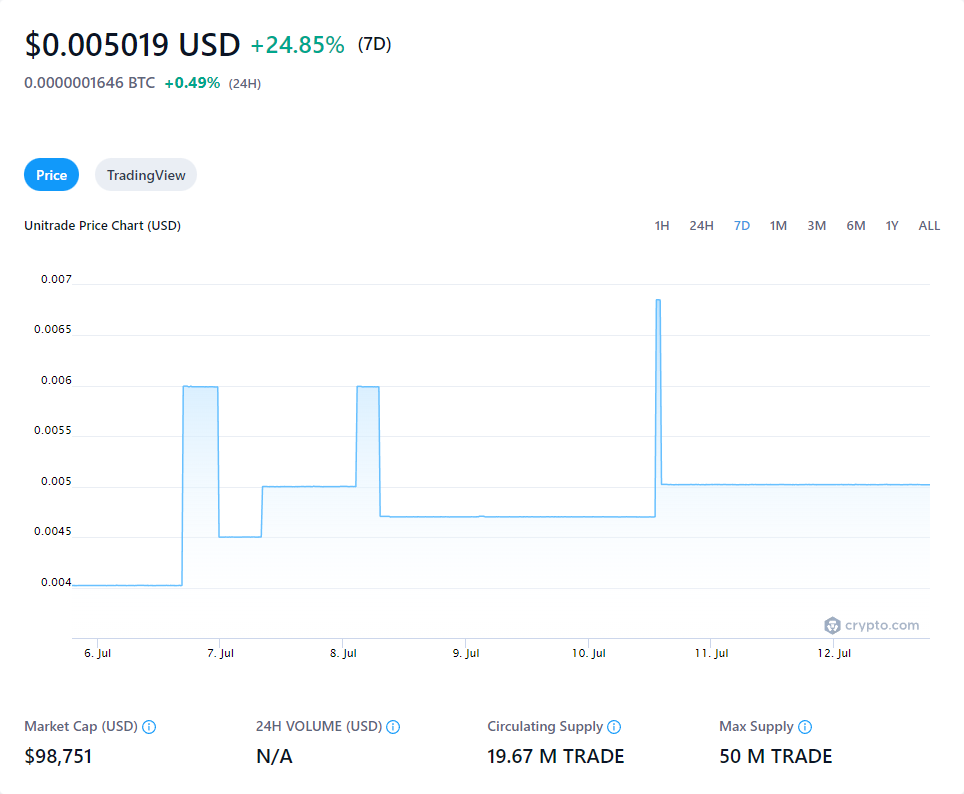 $0.005019 USD +24.85% (7D)
0.0000001646 BTC +0.49% (24H)
Price TradingView
Unitrade Price Chart (USD) 1H 24H 7D 1M 3M 6M 1Y ALL
0.007
0.0065
0.006
0.0055
0.005
0.0045
0.004
crypto.com
6. Jul 7. Jul 8. Jul 9. Jul 10. Jul 11. Jul 12. Jul
Market Cap (USD) 24H VOLUME (USD) Circulating Supply Max Supply
$98,751 N/A 19.67 M TRADE 50 M TRADE